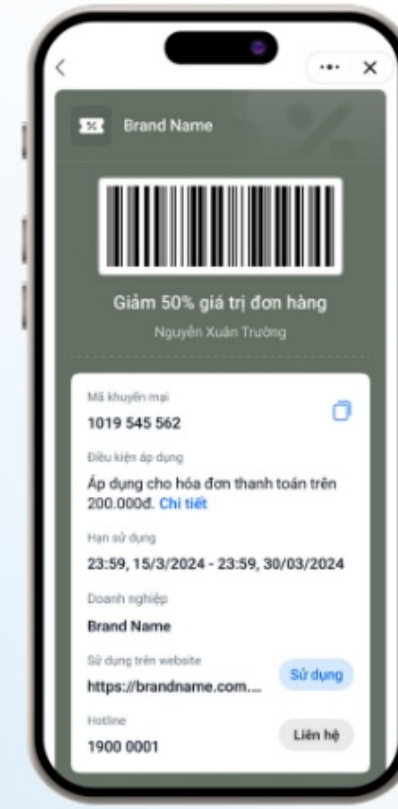 Brand Name
Giảm 50% giá trị đơn hàng
Nguyễn Xuân Trường
Mã khuyến mại
1019 545 562
Điều kiện áp dụng
Áp dụng cho hóa đơn thanh toán trên
200.000đ. Chi tiết
Hạn sử dụng
23:59, 15/3/2024 - 23:59, 30/03/2024
Doanh nghiệp
Brand Name
Sử dụng trên website
https://brandname.com....
Sử dụng
Hotline
1900 0001
Liên hệ